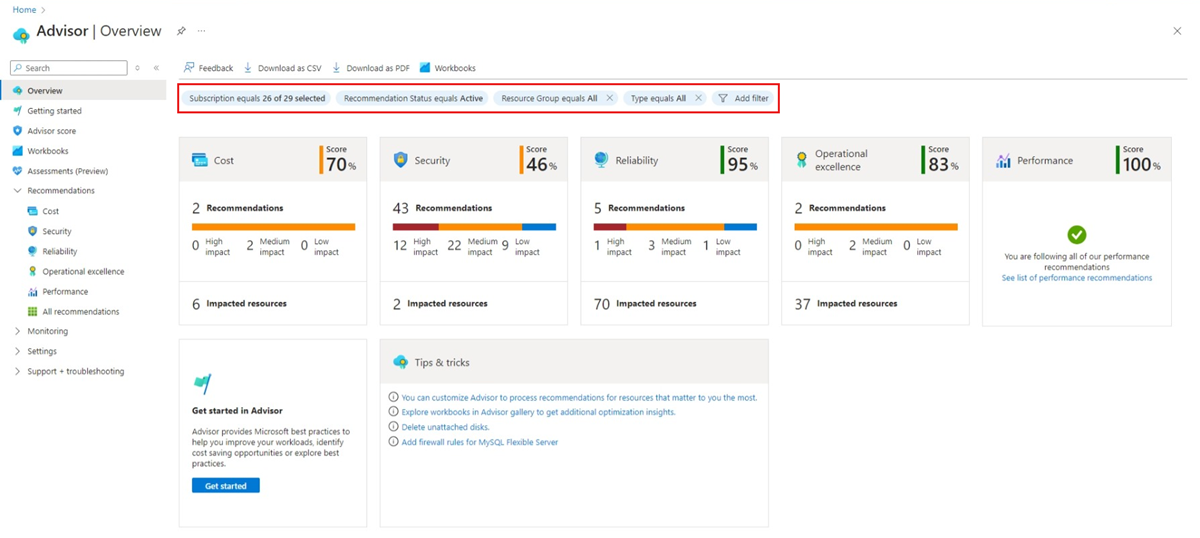 Home >
Advisor | Overview
Search
Overview
Getting started
Advisor score
Workbooks
Assessments (Preview)
Recommendations
Cost
Security
Reliability
Operational excellence
Performance
All recommendations
Monitoring
Settings
Support + troubleshooting
Feedback Download as CSV Download as PDF Workbooks
Subscription equals 26 of 29 selected Recommendation Status equals Active Resource Group equals All Type equals All Add filter
Cost
Score
70%
2 Recommendations
0 High impact 2 Medium impact 0 Low impact
6 Impacted resources
Security
Score
46%
43 Recommendations
12 High impact 22 Medium impact 9 Low impact
2 Impacted resources
Reliability
Score
95%
5 Recommendations
1 High impact 3 Medium impact 1 Low impact
70 Impacted resources
Operational
excellence
Score
83%
2 Recommendations
0 High impact 2 Medium impact 0 Low impact
37 Impacted resources
Performance
Score
100%
You are following all of our performance
recommendations
See list of performance recommendations
Get started in Advisor
Advisor provides Microsoft best practices to
help you improve your workloads, identify
cost saving opportunities or explore best
practices.
Get started
Tips & tricks
You can customize Advisor to process recommendations for resources that matter to you the most.
Explore workbooks in Advisor gallery to get additional optimization insights.
Delete unattached disks.
Add firewall rules for MySQL Flexible Server